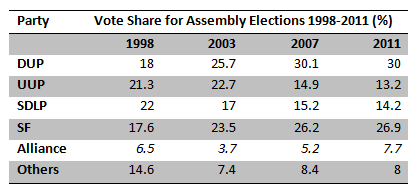 Party Vote Share for Assembly Elections 1998-2011 (%)
1998 2003 2007 2011
DUP 18 25.7 30.1 30
UUP 21.3 22.7 14.9 13.2
SDLP 22 17 15.2 14.2
SF 17.6 23.5 26.2 26.9
Alliance 6.5 3.7 5.2 7.7
Others 14.6 7.4 8.4 8